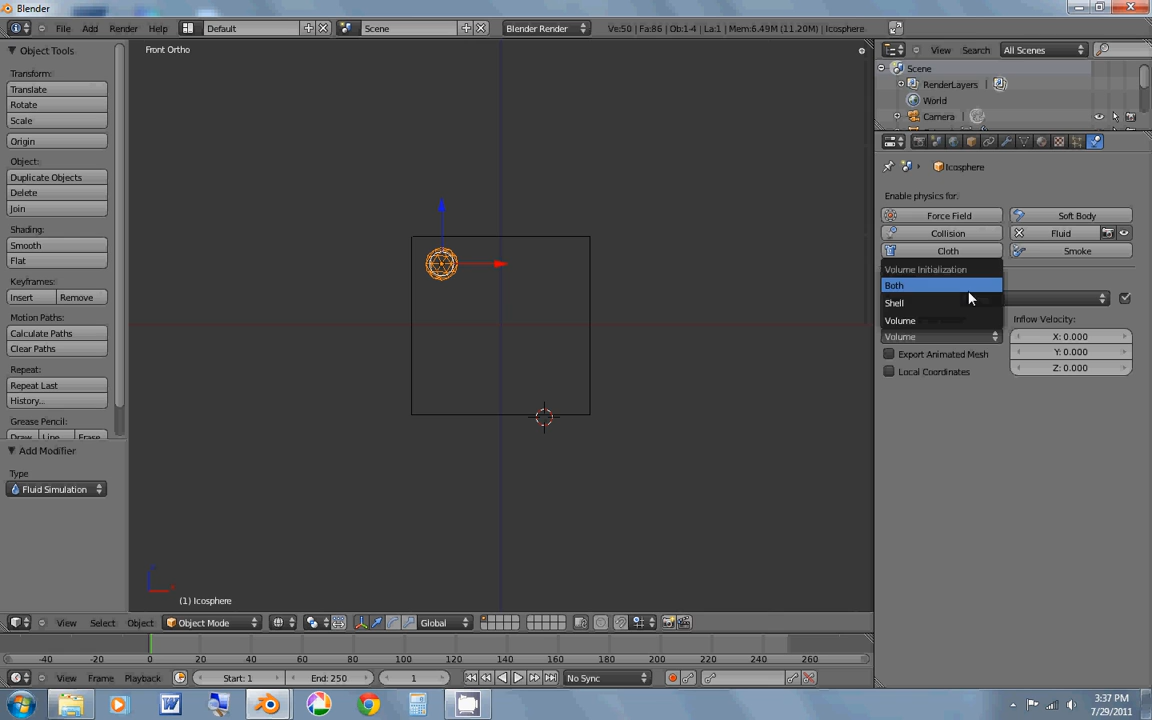 Blender
File Add Render Help Default Scene Blender Render Ve:50 | Fa:86 | Ob:1-4 | La:1 | Mem:6.49M (11.20M) | Icosphere
Object Tools
Transform:
Translate
Rotate
Scale
Origin
Object:
Duplicate Objects
Delete
Join
Shading:
Smooth
Flat
Keyframes:
Insert Remove
Motion Paths:
Calculate Paths
Clear Paths
Repeat:
Repeat Last
History...
Grease Pencil:
Draw Line Erase
Add Modifier
Type
Fluid Simulation
Front Ortho
(1) Icosphere
View Search All Scenes
Scene
RenderLayers
World
Camera
Icosphere
Enable physics for:
Force Field Soft Body
Collision Fluid
Cloth Smoke
Volume Initialization
Both
Shell
Volume
Volume
Inflow Velocity:
X: 0.000
Y: 0.000
Z: 0.000
Export Animated Mesh
Local Coordinates
View Select Object Object Mode Global
-40 -20 0 20 40 60 80 100 120 140 160 180 200 220 240 260
View Frame Playback Start: 1 End: 250 1 No Sync
3:37 PM
7/29/2011